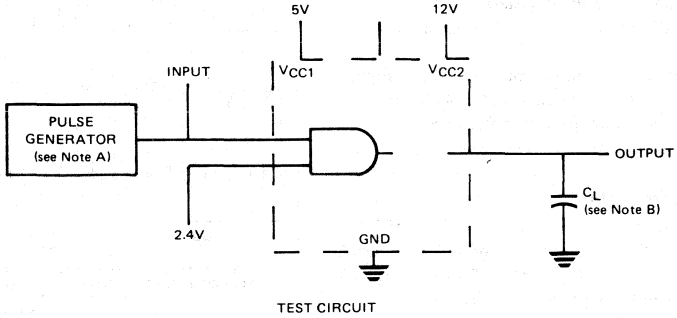 5V
12V
INPUT
VCC1
VCC2
PULSE
GENERATOR
(see Note A)
OUTPUT
CL
(see Note B)
2.4V
GND
TEST CIRCUIT